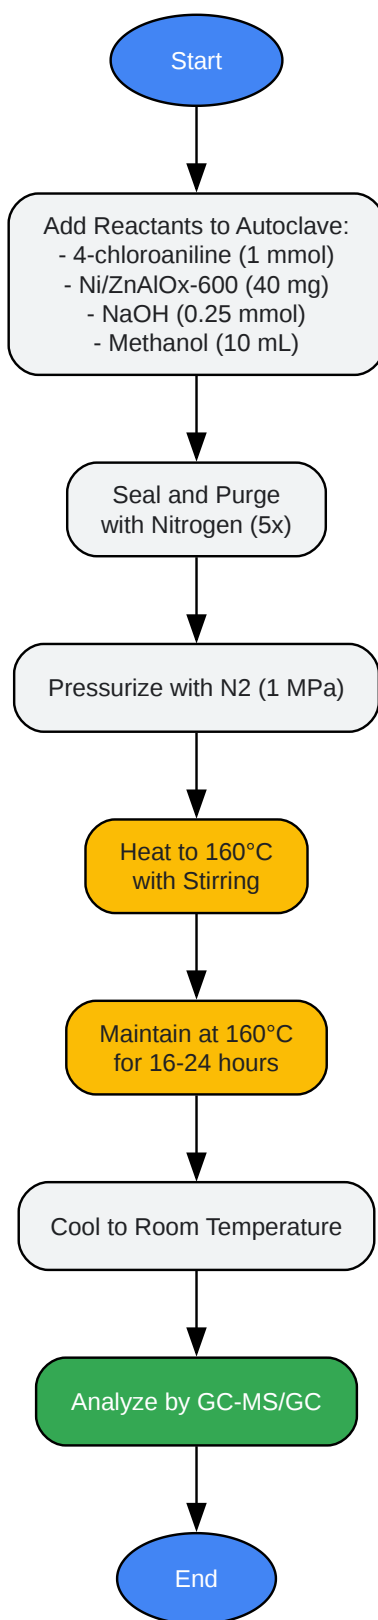 Start
Add Reactants to Autoclave:
- 4-chloroaniline (1 mmol)
- Ni/ZnAlOx-600 (40 mg)
- NaOH (0.25 mmol)
- Methanol (10 mL)
Seal and Purge
with Nitrogen (5x)
Pressurize with N2 (1 MPa)
Heat to 160°C
with Stirring
Maintain at 160°C
for 16-24 hours
Cool to Room Temperature
Analyze by GC-MS/GC
End